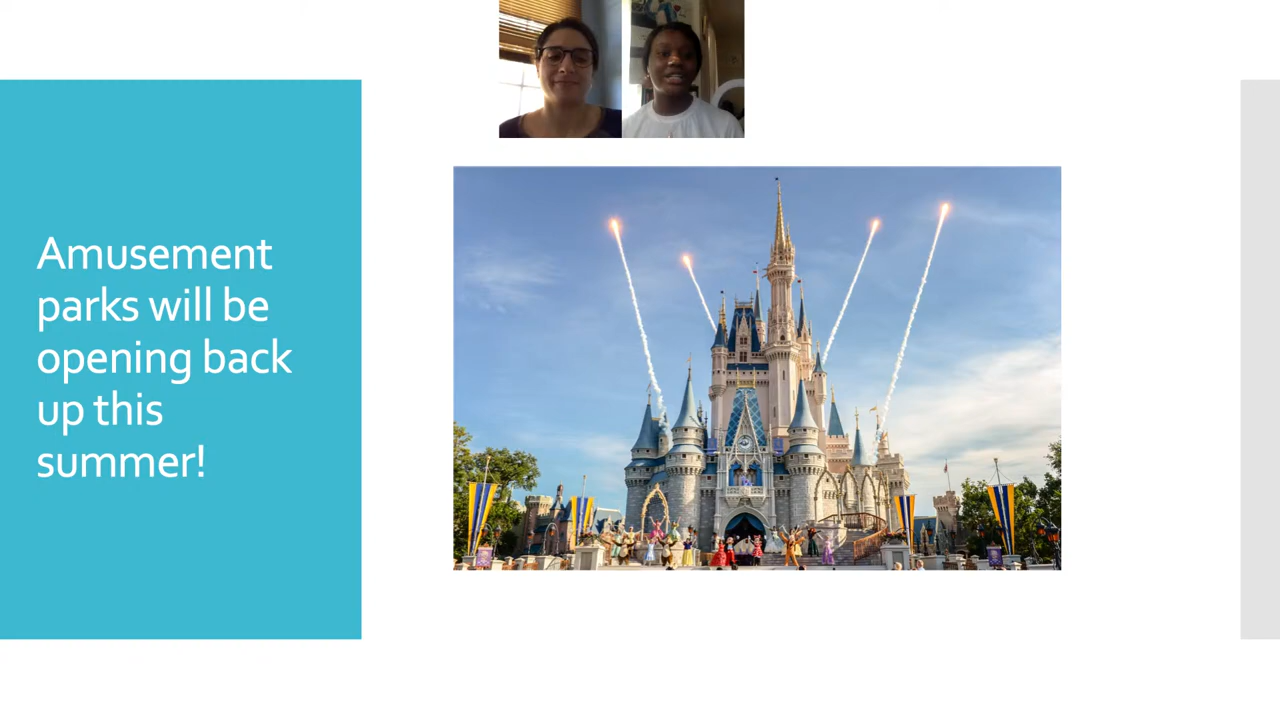 Amusement
parks will be
opening back
up this
summer!